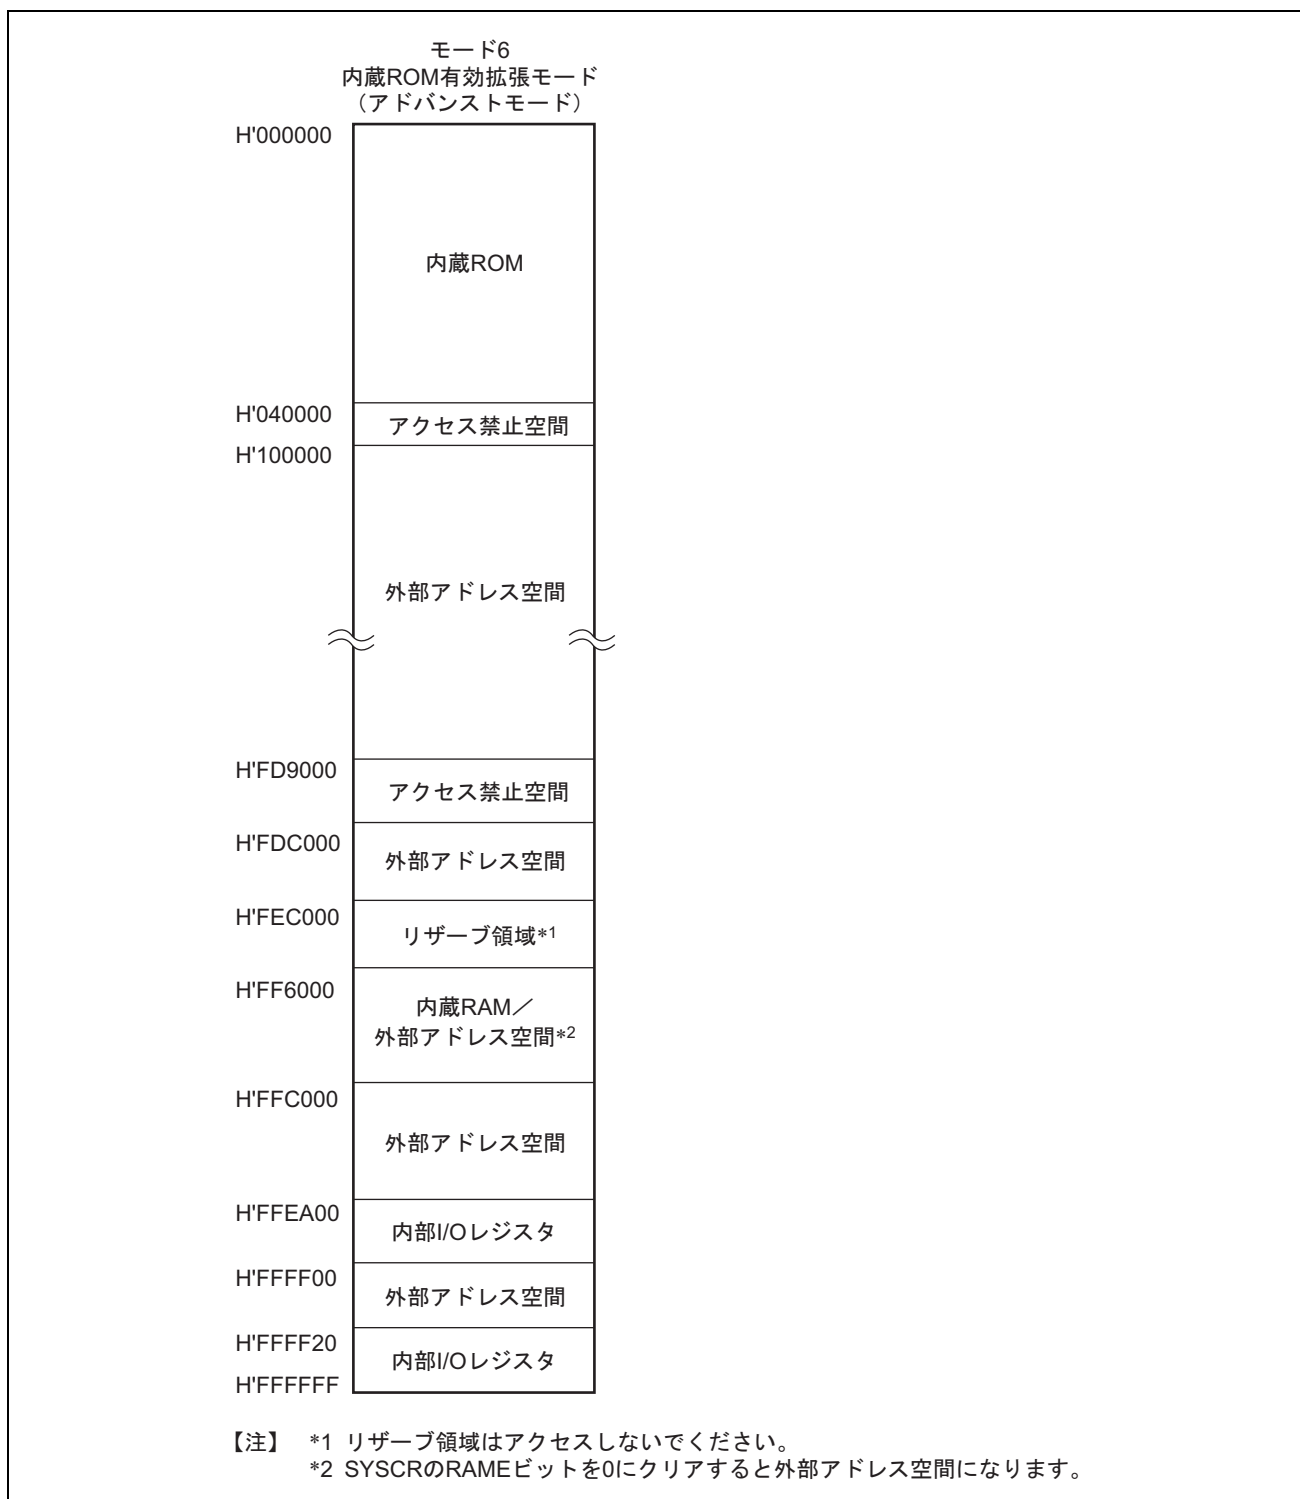 モード6
内蔵ROM有効拡張モード
（アドバンストモード）
H'000000
内蔵ROM
H'040000
アクセス禁止空間
H'100000
外部アドレス空間
H'FD9000
アクセス禁止空間
H'FDC000
外部アドレス空間
H'FEC000
リザーブ領域*1
H'FF6000
内蔵RAM／
外部アドレス空間*2
H'FFC000
外部アドレス空間
H'FFEA00
内部I/Oレジスタ
H'FFFF00
外部アドレス空間
H'FFFF20
内部I/Oレジスタ
H'FFFFFF
【注】 *1 リザーブ領域はアクセスしないでください。
*2 SYSCRのRAMEビットを0にクリアすると外部アドレス空間になります。